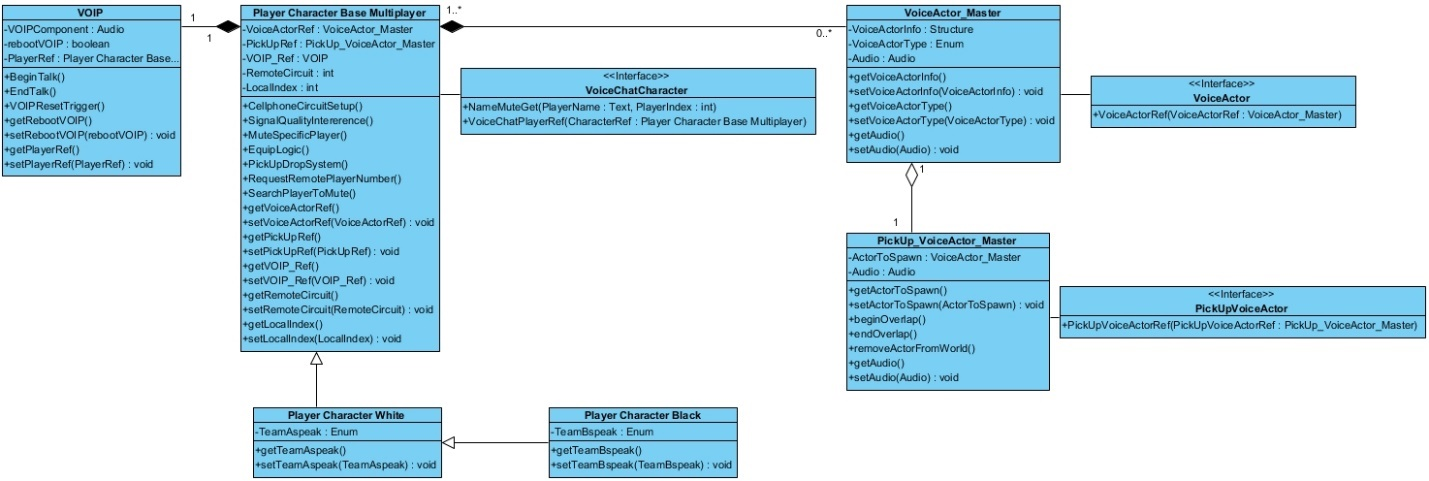 VOIP
-VOIPComponent : Audio
-rebootVOIP : boolean
-PlayerRef : Player Character Base...
+BeginTalk()
+EndTalk()
+VOIPResetTrigger()
+getRebootVOIP()
+setRebootVOIP(rebootVOIP) : void
+getPlayerRef()
+setPlayerRef(PlayerRef) : void
1
1
Player Character Base Multiplayer
-VoiceActorRef : VoiceActor_Master
-PickUpRef : PickUp_VoiceActor_Master
-VOIP_Ref : VOIP
-RemoteCircuit : int
-LocalIndex : int
+CellphoneCircuitSetup()
+SignalQualityIntererence()
+MuteSpecificPlayer()
+EquipLogic()
+PickUpDropSystem()
+RequestRemotePlayerNumber()
+SearchPlayerToMute()
+getVoiceActorRef()
+setVoiceActorRef(VoiceActorRef) : void
+getPickUpRef()
+setPickUpRef(PickUpRef) : void
+getVOIP_Ref()
+setVOIP_Ref(VOIP_Ref) : void
+getRemoteCircuit()
+setRemoteCircuit(RemoteCircuit) : void
+getLocalIndex()
+setLocalIndex(LocalIndex) : void
1..*
0..*
<<Interface>>
VoiceChatCharacter
+NameMuteGet(PlayerName : Text, PlayerIndex : int)
+VoiceChatPlayerRef(CharacterRef : Player Character Base Multiplayer)
VoiceActor_Master
-VoiceActorInfo : Structure
-VoiceActorType : Enum
-Audio : Audio
+getVoiceActorInfo()
+setVoiceActorInfo(VoiceActorInfo) : void
+getVoiceActorType()
+setVoiceActorType(VoiceActorType) : void
+getAudio()
+setAudio(Audio) : void
<<Interface>>
VoiceActor
+VoiceActorRef(VoiceActorRef : VoiceActor_Master)
1
1
PickUp_VoiceActor_Master
-ActorToSpawn : VoiceActor_Master
-Audio : Audio
+getActorToSpawn()
+setActorToSpawn(ActorToSpawn) : void
+beginOverlap()
+endOverlap()
+removeActorFromWorld()
+getAudio()
+setAudio(Audio) : void
<<Interface>>
PickUpVoiceActor
+PickUpVoiceActorRef(PickUpVoiceActorRef : PickUp_VoiceActor_Master)
Player Character White
-TeamAspeak : Enum
+getTeamAspeak()
+setTeamAspeak(TeamAspeak) : void
Player Character Black
-TeamBspeak : Enum
+getTeamBspeak()
+setTeamBspeak(TeamBspeak) : void